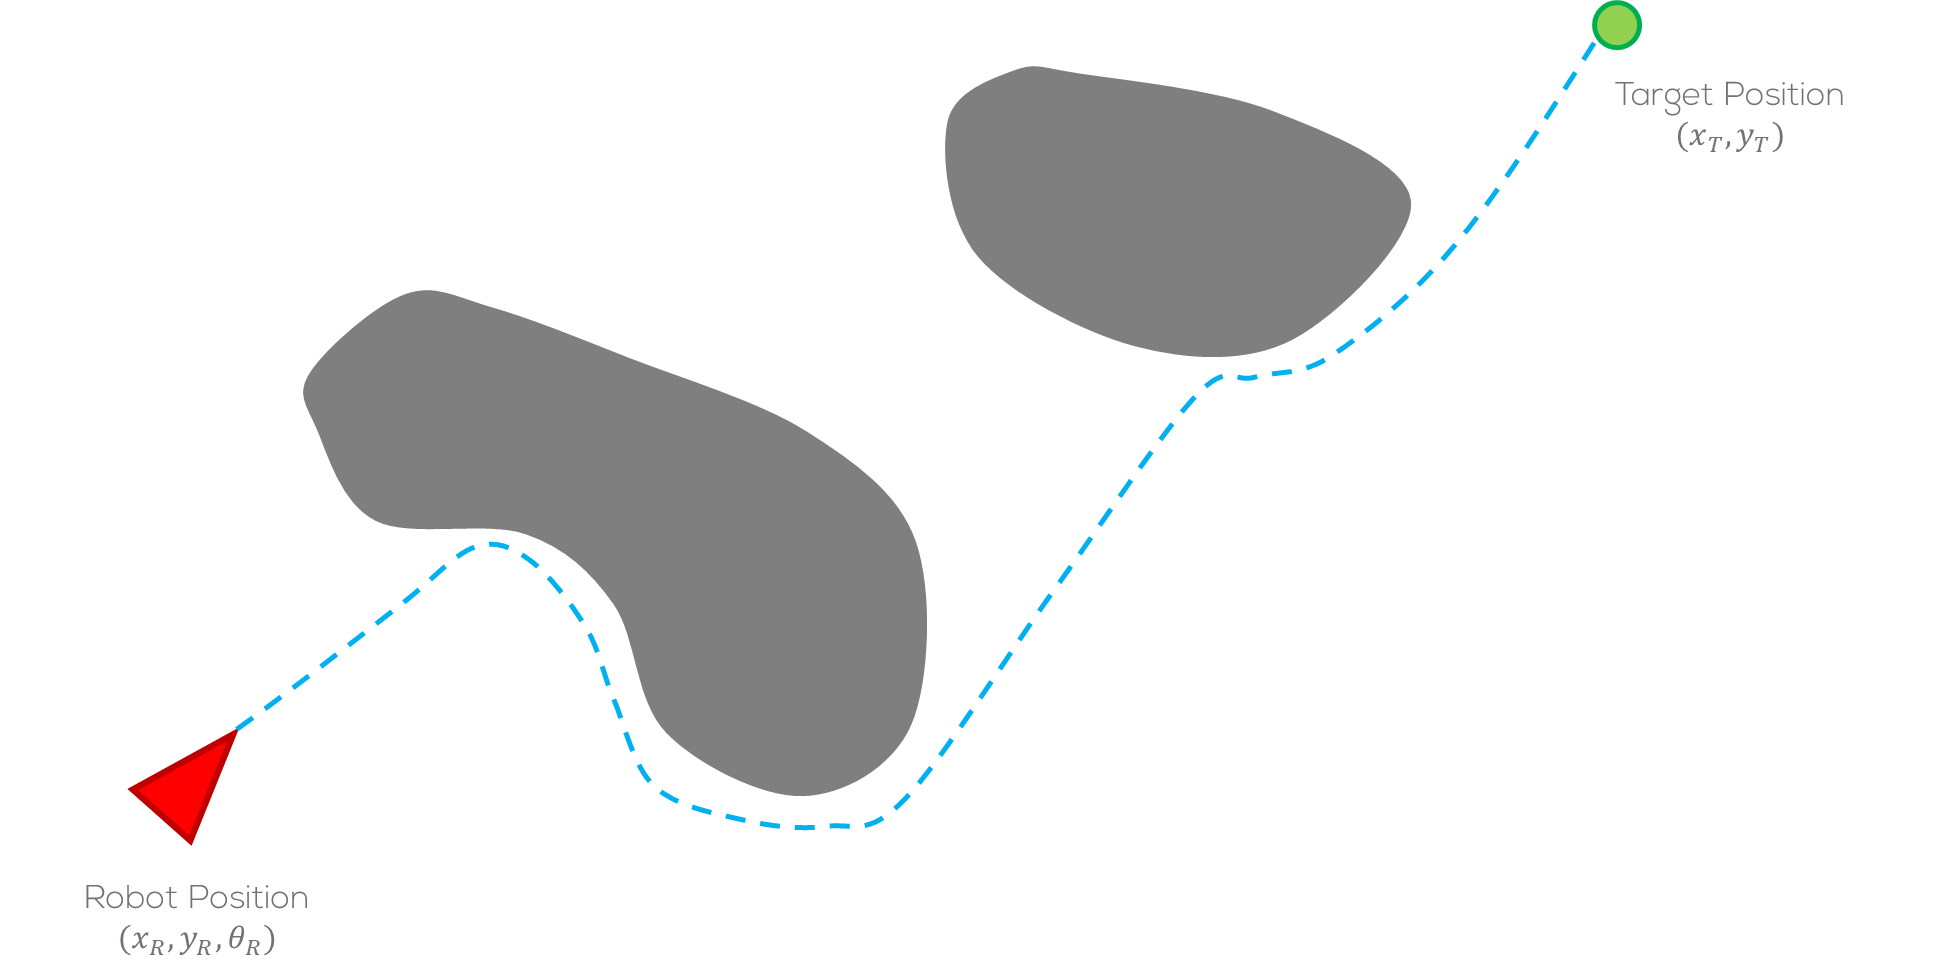 Target Position
(x_T, y_T)
Robot Position
(x_R, y_R, θ_R)